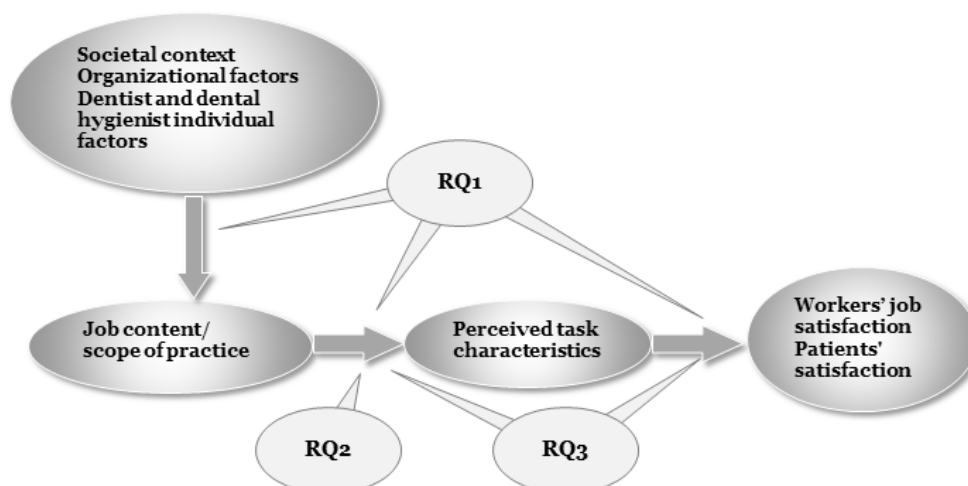 Societal context
Organizational factors
Dentist and dental
hygienist individual
factors
RQ1
Job content/
scope of practice
Perceived task
characteristics
Workers’ job
satisfaction
Patients'
satisfaction
RQ2
RQ3